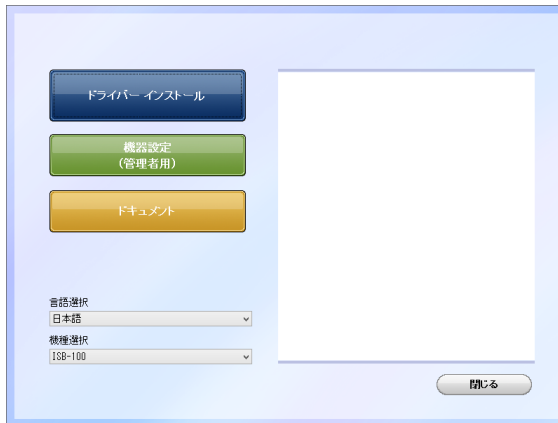 ドライバー インストール
機器設定
(管理者用)
ドキュメント
言語選択
日本語
機種選択
ISB-100
閉じる